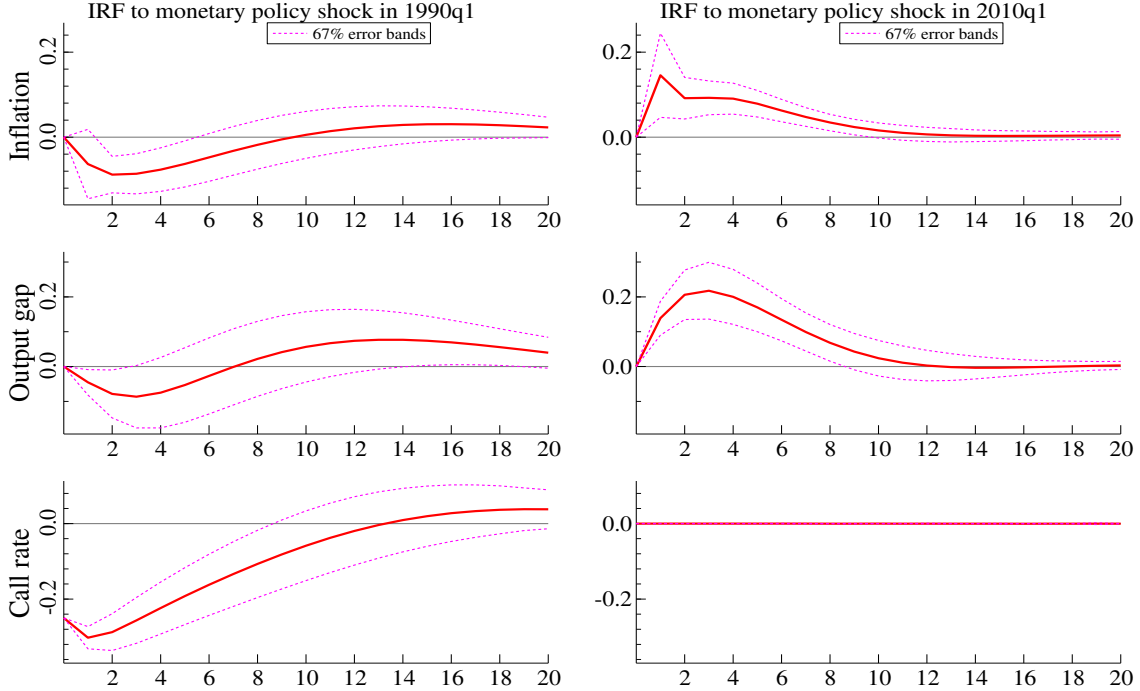 IRF to monetary policy shock in 1990q1
67% error bands
Inflation
0.2
0.0
2 4 6 8 10 12 14 16 18 20
IRF to monetary policy shock in 2010q1
67% error bands
0.2
0.0
2 4 6 8 10 12 14 16 18 20
Output gap
0.2
0.0
2 4 6 8 10 12 14 16 18 20
0.2
0.0
2 4 6 8 10 12 14 16 18 20
Call rate
0.0
-0.2
2 4 6 8 10 12 14 16 18 20
0.0
-0.2
2 4 6 8 10 12 14 16 18 20